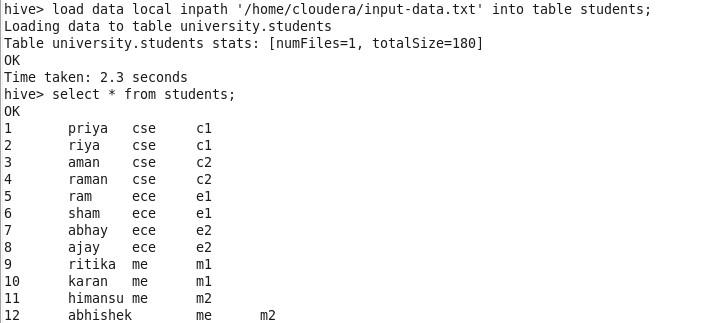 hive> load data local inpath '/home/cloudera/input-data.txt' into table students;
Loading data to table university.students
Table university.students stats: [numFiles=1, totalSize=180]
OK
Time taken: 2.3 seconds
hive> select * from students;
OK
1	priya	cse	c1
2	riya	cse	c1
3	aman	cse	c2
4	raman	cse	c2
5	ram	ece	e1
6	sham	ece	e1
7	abhay	ece	e2
8	ajay	ece	e2
9	ritika	me	m1
10	karan	me	m1
11	himansu	me	m2
12	abhishek	me	m2